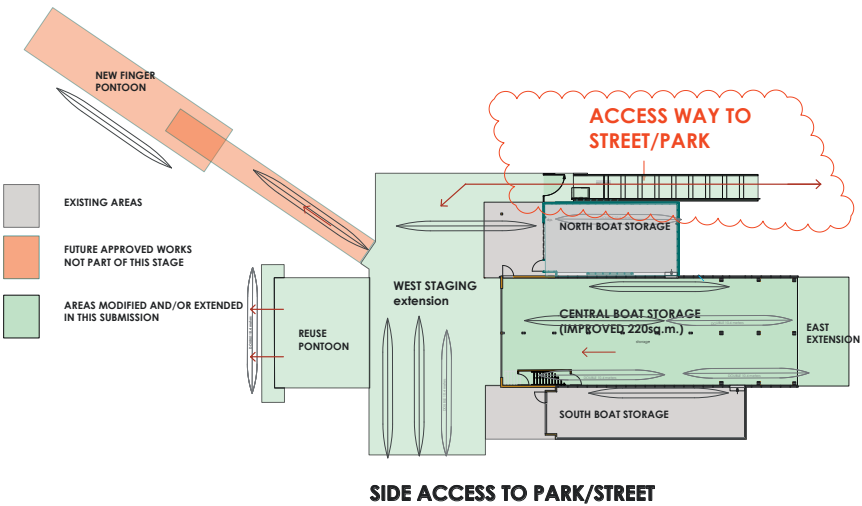 NEW FINGER
PONTOON
ACCESS WAY TO
STREET/PARK
EXISTING AREAS
NORTH BOAT STORAGE
FUTURE APPROVED WORKS
NOT PART OF THIS STAGE
WEST STAGING
extension
AREAS MODIFIED AND/OR EXTENDED
IN THIS SUBMISSION
CENTRAL BOAT STORAGE
(IMPROVED 220sq.m.)
storage
REUSE
PONTOON
EAST
EXTENSION
SOUTH BOAT STORAGE
SIDE ACCESS TO PARK/STREET